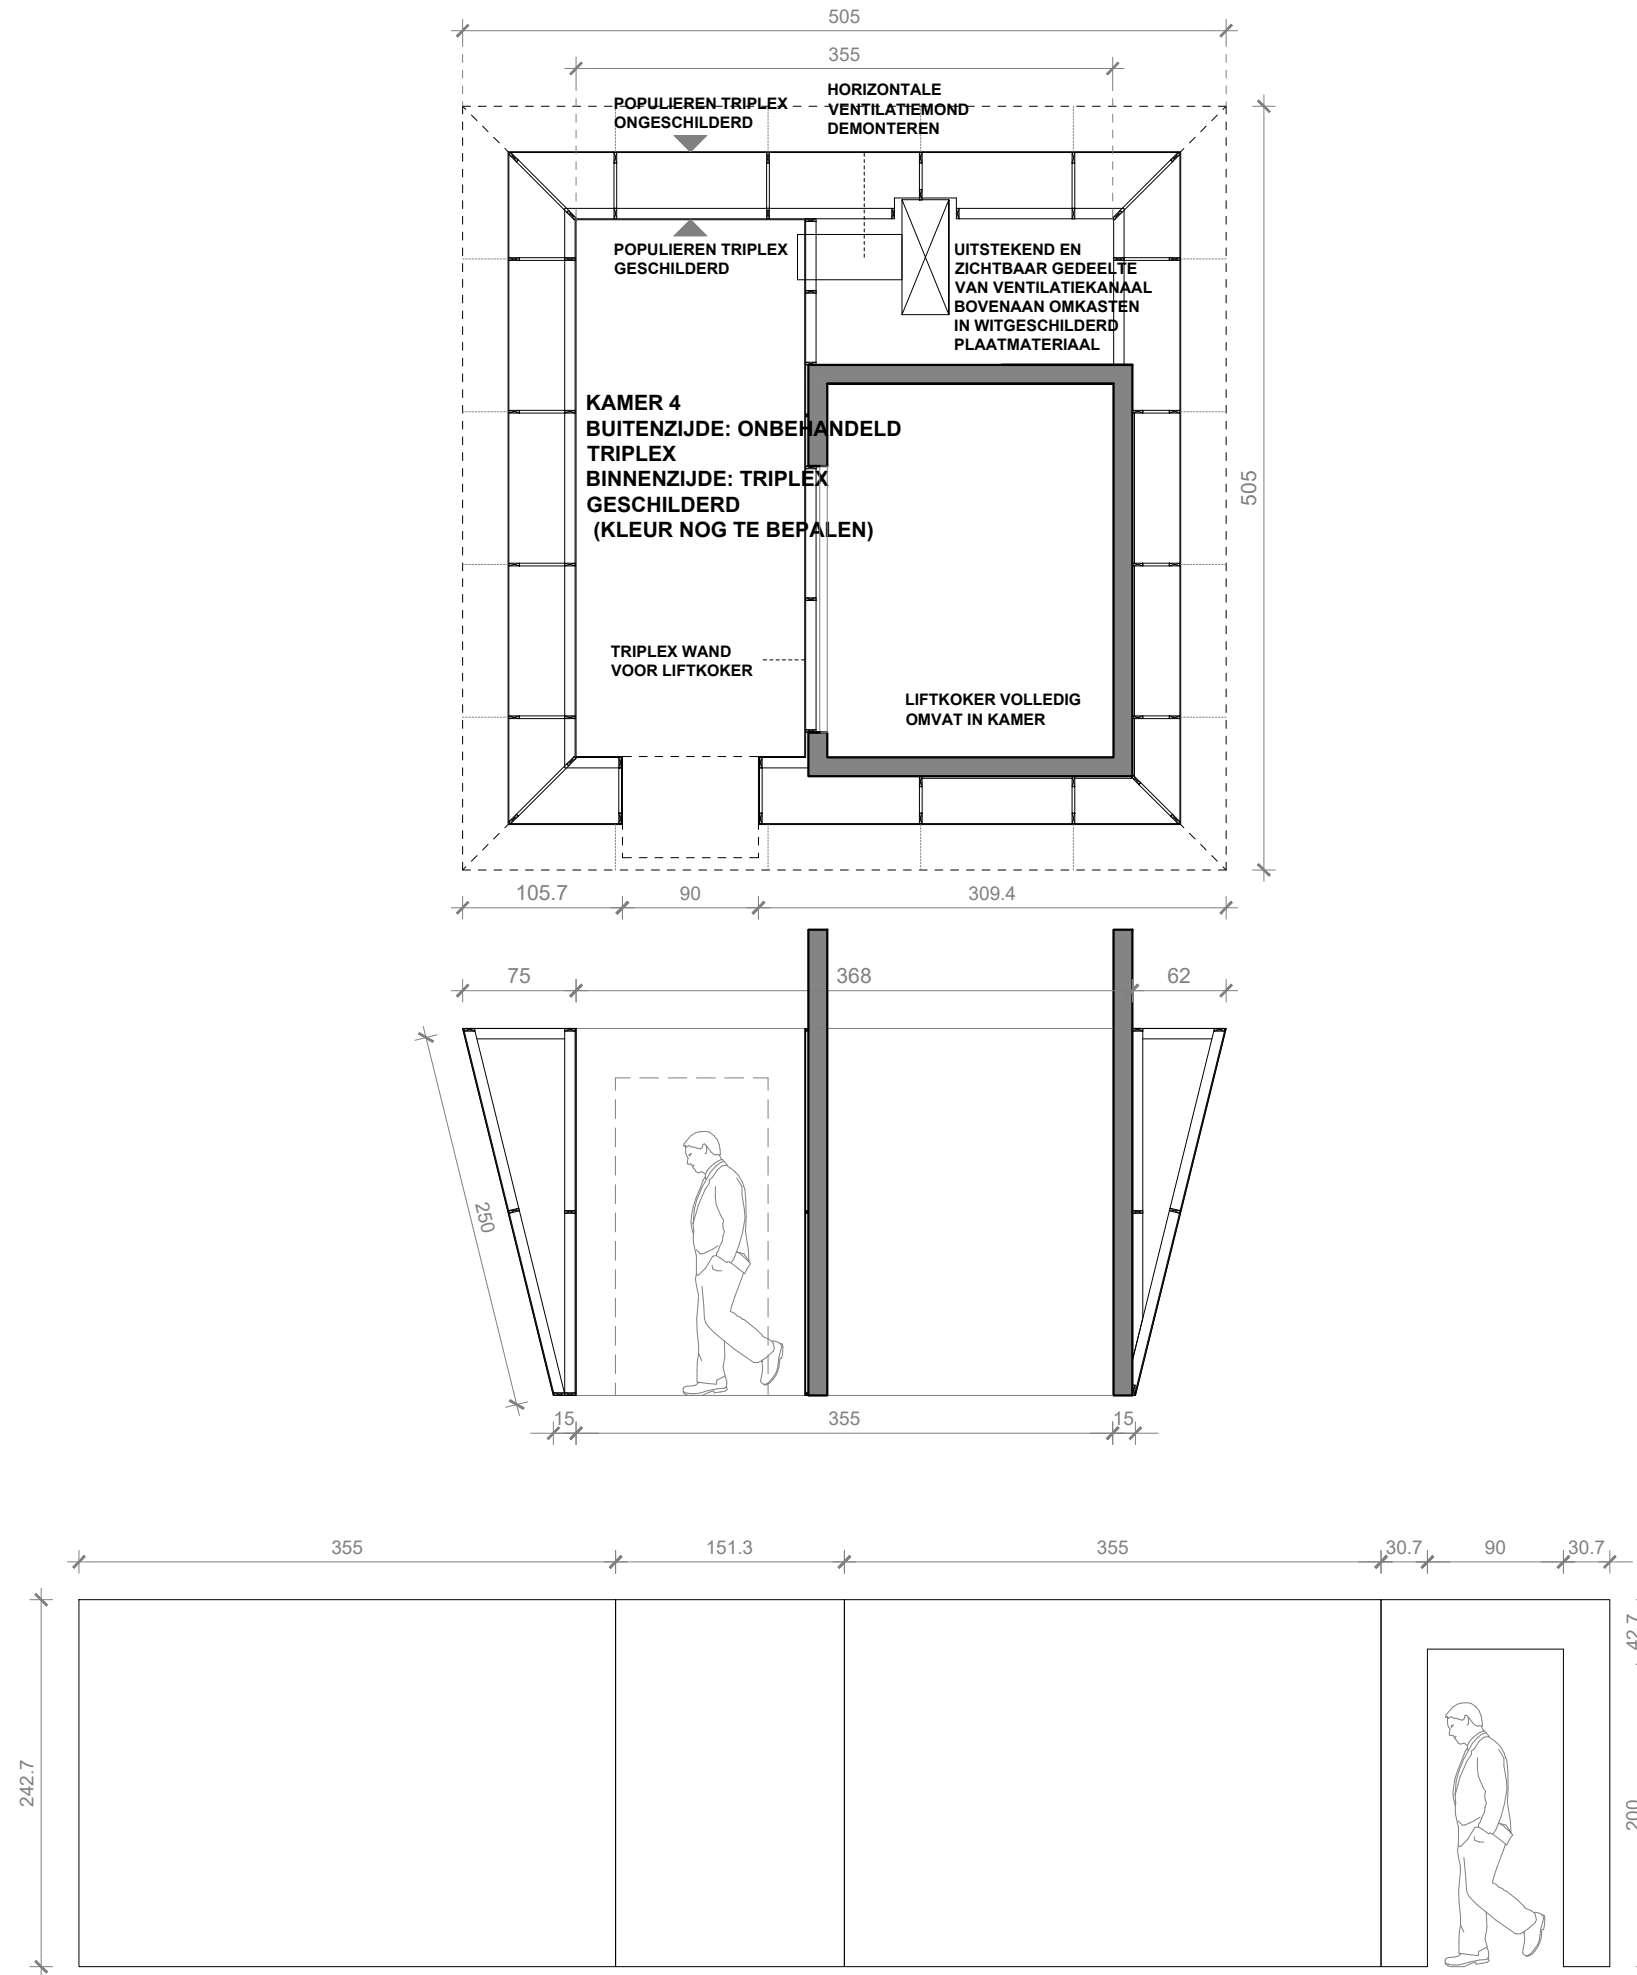 505
355
POPULIEREN TRIPLEX
ONGESCHILDERD
HORIZONTALE
VENTILATIEMOND
DEMONTEREN
POPULIEREN TRIPLEX
GESCHILDERD
UITSTEKEND EN
ZICHTBAAR GEDEELTE
VAN VENTILATIEKANAAL
BOVENAAN OMKASTEN
IN WITGESCHILDERD
PLAATMATERIAAL
KAMER 4
BUITENZIJDE: ONBEHANDELD
TRIPLEX
BINNENZIJDE: TRIPLEX
GESCHILDERD
(KLEUR NOG TE BEPALEN)
505
TRIPLEX WAND
VOOR LIFTKOKER
LIFTKOKER VOLLEDIG
OMVAT IN KAMER
105.7 90 309.4
75 368 62
250
15 355 15
355 151.3 355 30.7 90 30.7
42.7
242.7
200